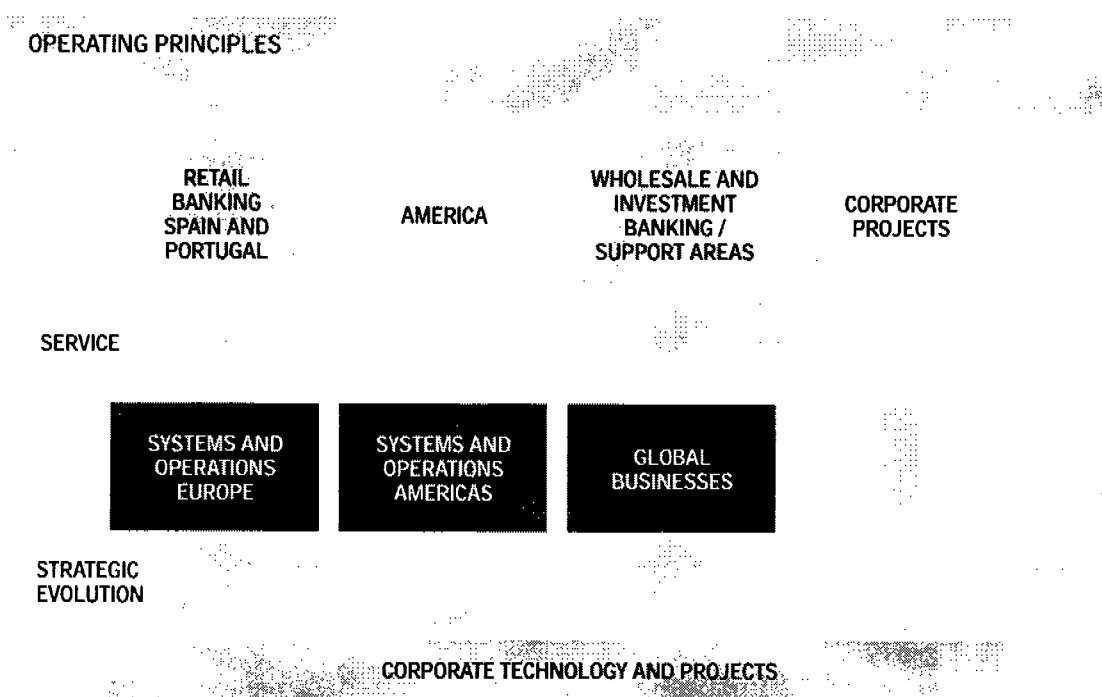 OPERATING PRINCIPLES
RETAIL
BANKING
SPAIN AND
PORTUGAL
AMERICA
WHOLESALE AND
INVESTMENT
BANKING /
SUPPORT AREAS
CORPORATE
PROJECTS
SERVICE
SYSTEMS AND
OPERATIONS
EUROPE
SYSTEMS AND
OPERATIONS
AMERICAS
GLOBAL
BUSINESSES
STRATEGIC
EVOLUTION
CORPORATE TECHNOLOGY AND PROJECTS